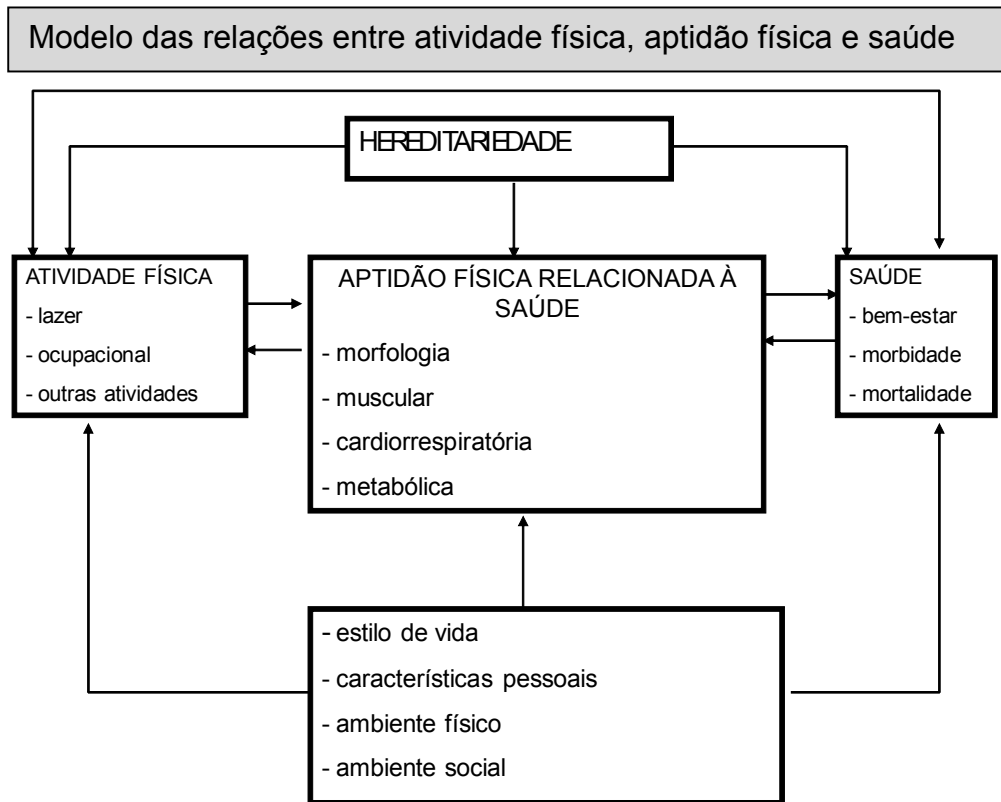 Modelo das relações entre atividade física, aptidão física e saúde
HEREDITARIEDADE
ATIVIDADE FÍSICA
- lazer
- ocupacional
- outras atividades
APTIDÃO FÍSICA RELACIONADA À
SAÚDE
- morfologia
- muscular
- cardiorrespiratória
- metabólica
SAÚDE
- bem-estar
- morbidade
- mortalidade
- estilo de vida
- características pessoais
- ambiente físico
- ambiente social